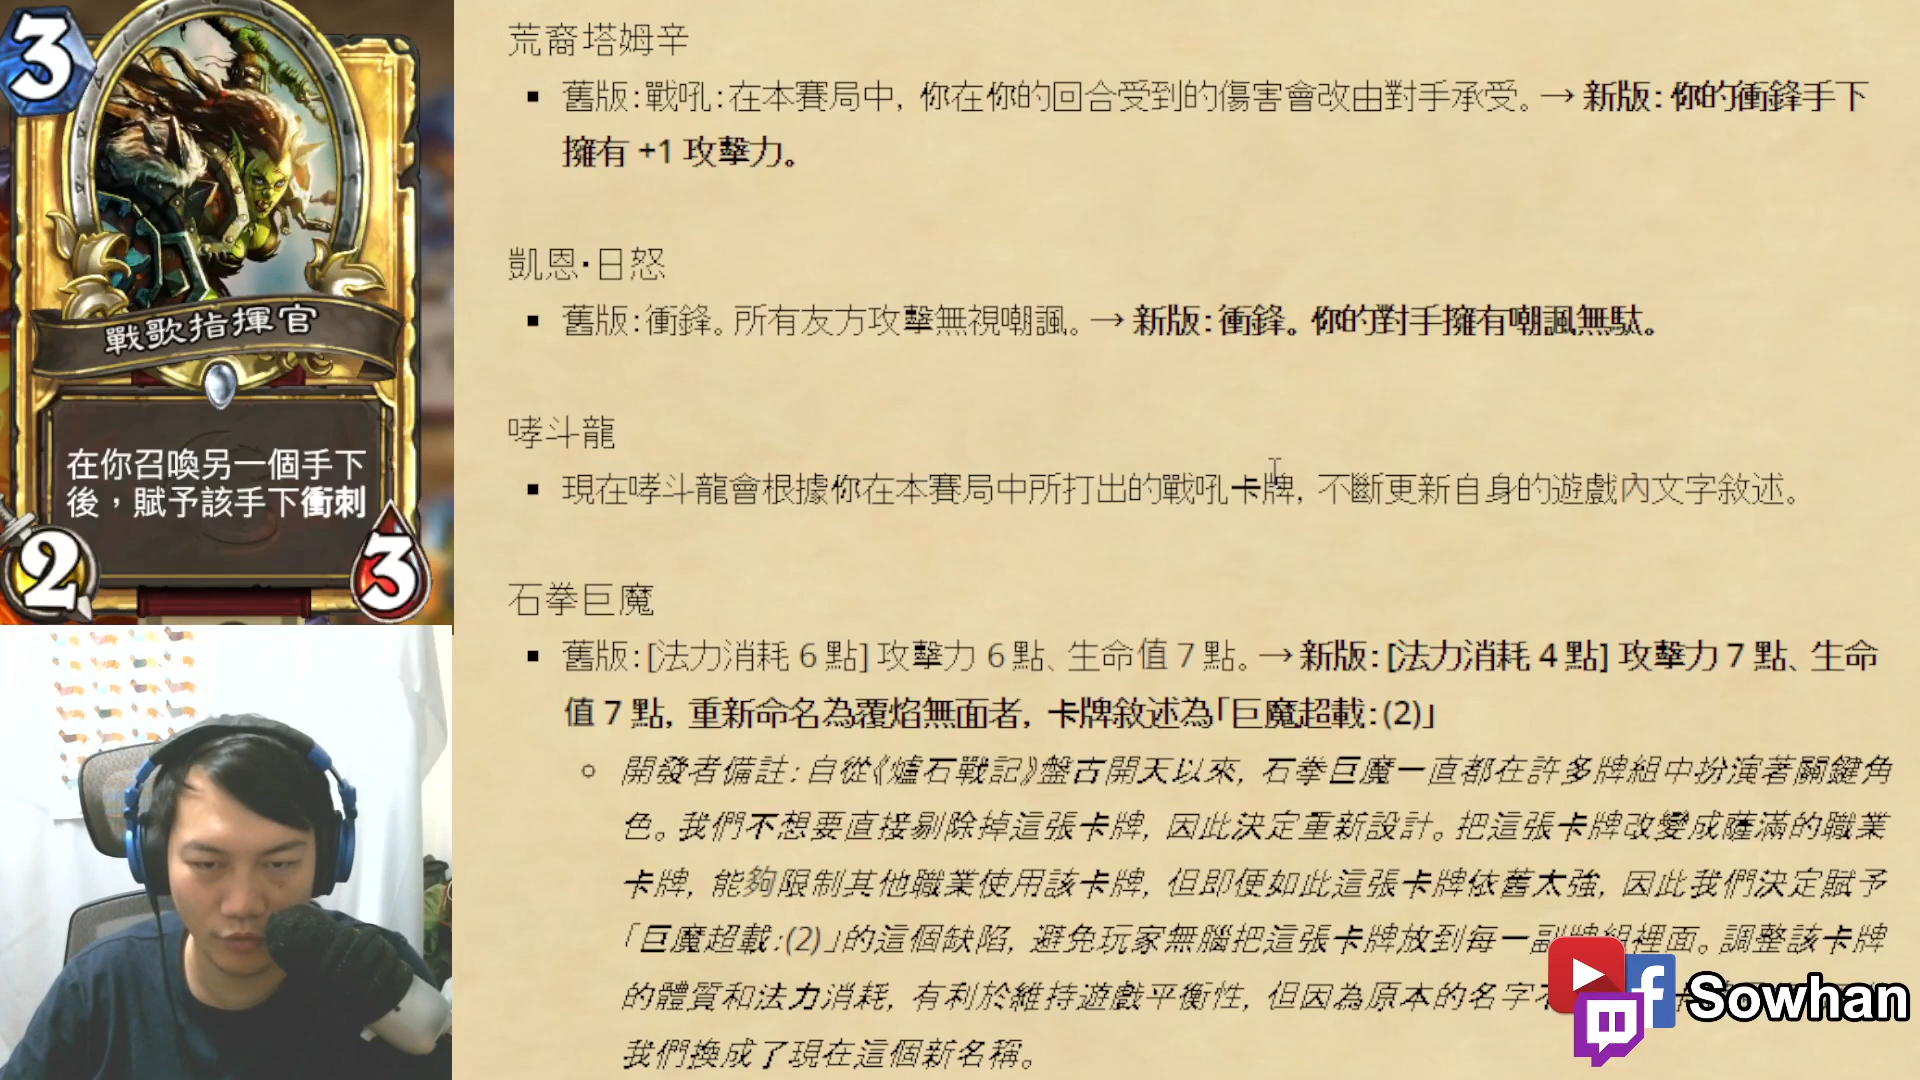 3
戰歌指揮官
在你召喚另一個手下
後，賦予該手下衝刺
2
3
荒裔塔姆辛
▪ 舊版:戰吼:在本賽局中, 你在你的回合受到的傷害會改由對手承受。→ 新版: 你的衝鋒手下
擁有 +1 攻擊力。
凱恩·日怒
▪ 舊版:衝鋒。所有友方攻擊無視嘲諷。→ 新版: 衝鋒。你的對手擁有嘲諷無馱。
哮斗龍
▪ 現在哮斗龍會根據你在本賽局中所打出的戰吼卡牌, 不斷更新自身的遊戲內文字敘述。
石拳巨魔
▪ 舊版:[法力消耗 6 點] 攻擊力 6 點、生命值 7 點。→ 新版: [法力消耗 4 點] 攻擊力 7 點、生命
值 7 點, 重新命名為覆焰無面者, 卡牌敘述為「巨魔超載: (2)」
○ 開發者備註: 自從《爐石戰記》盤古開天以來, 石拳巨魔一直都在許多牌組中扮演著關鍵角
色。我們不想要直接剔除掉這張卡牌, 因此決定重新設計。把這張卡牌改變成薩滿的職業
卡牌, 能夠限制其他職業使用該卡牌, 但即便如此這張卡牌依舊太強, 因此我們決定賦予
「巨魔超載:(2)」的這個缺陷, 避免玩家無腦把這張卡牌放到每一副牌組裡面。調整該卡牌
的體質和法力消耗, 有利於維持遊戲平衡性, 但因為原本的名字不
我們換成了現在這個新名稱。
Sowhan